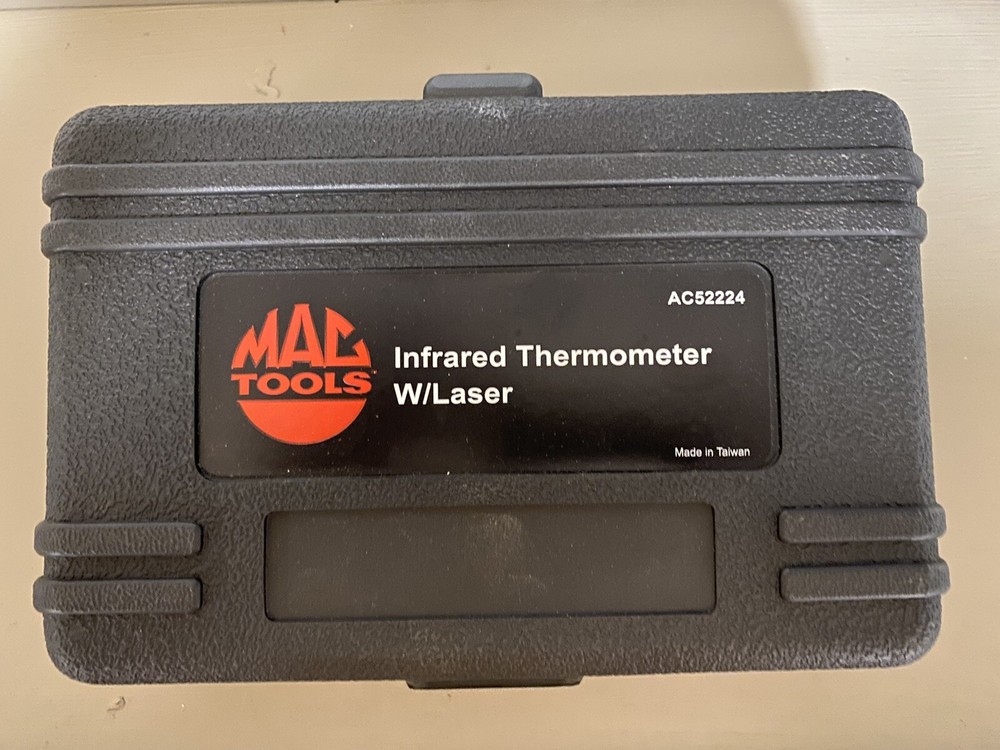 AC52224
MAC
TOOLS
Infrared Thermometer
W/Laser
Made in Taiwan